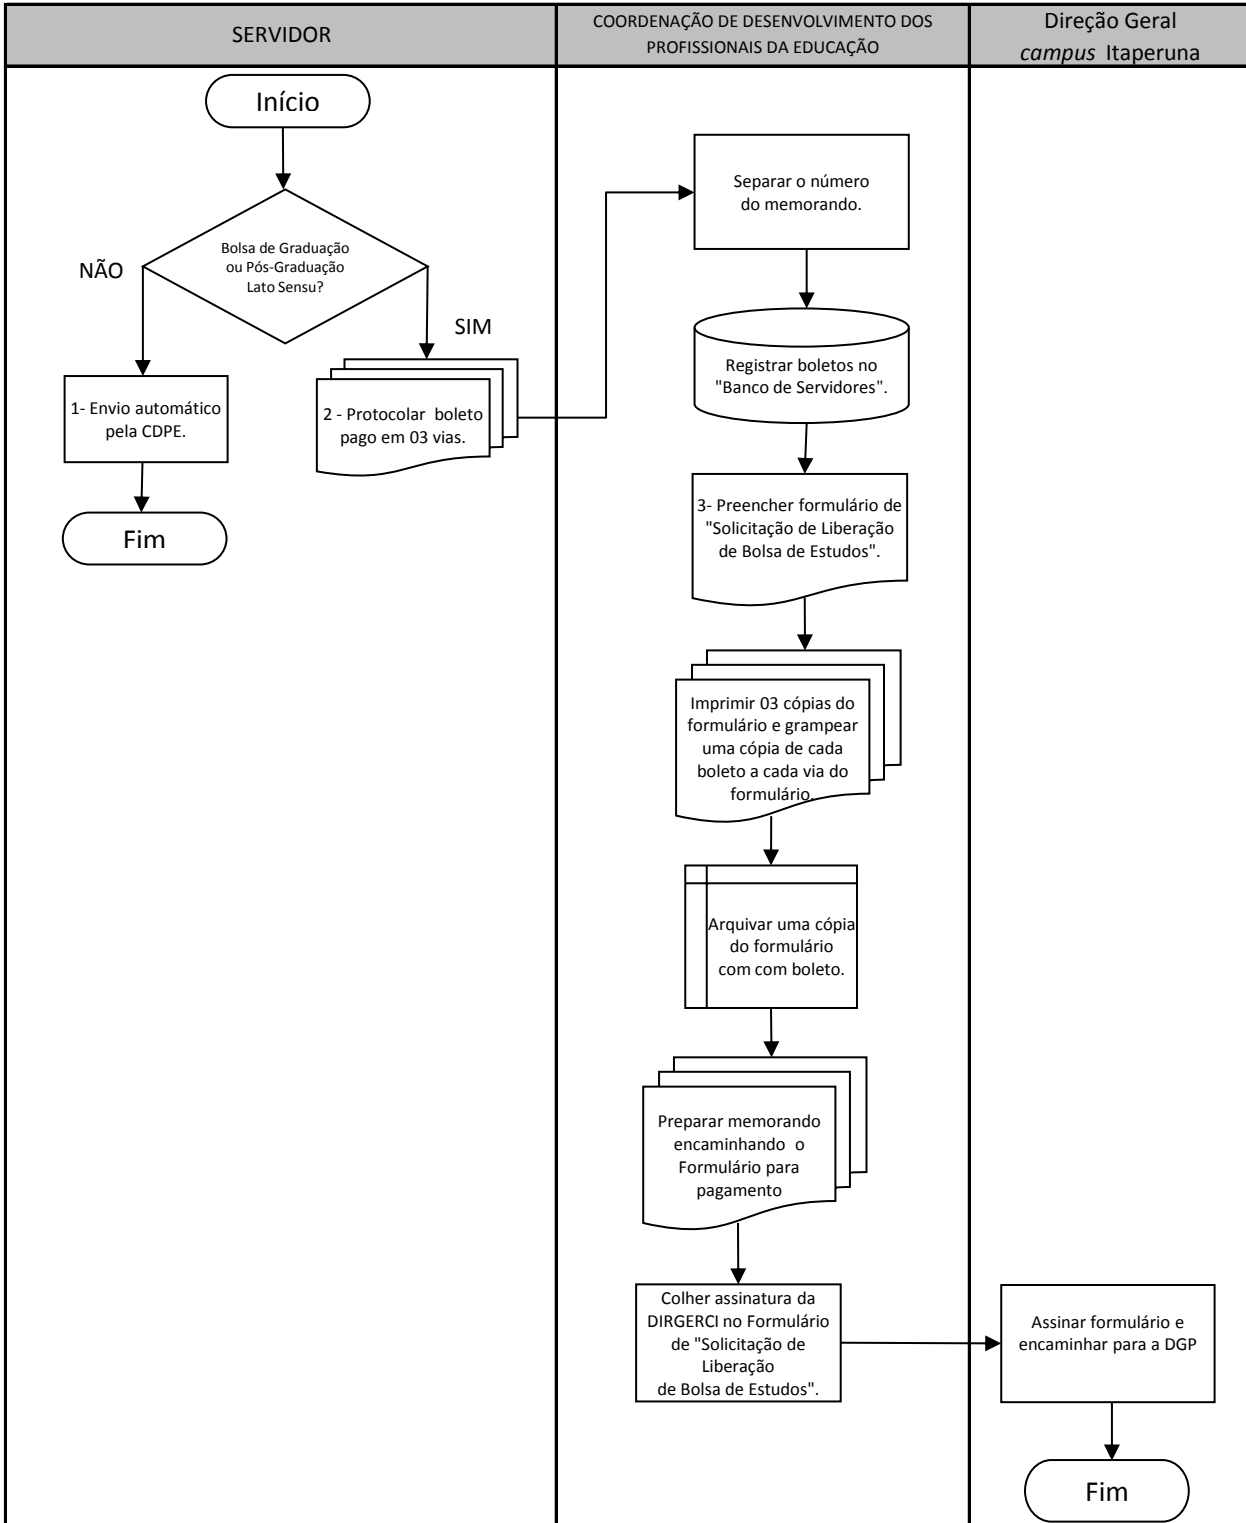 SERVIDOR
COORDENAÇÃO DE DESENVOLVIMENTO DOS
PROFISSIONAIS DA EDUCAÇÃO
Direção Geral
campus Itaperuna
Início
Bolsa de Graduação
ou Pós-Graduação
Lato Sensu?
NÃO
SIM
1- Envio automático
pela CDPE.
Fim
2 - Protocolar boleto
pago em 03 vias.
Separar o número
do memorando.
Registrar boletos no
"Banco de Servidores".
3- Preencher formulário de
"Solicitação de Liberação
de Bolsa de Estudos".
Imprimir 03 cópias do
formulário e grampear
uma cópia de cada
boleto a cada via do
formulário.
Arquivar uma cópia
do formulário
com com boleto.
Preparar memorando
encaminhando o
Formulário para
pagamento
Colher assinatura da
DIRGERCI no Formulário
de "Solicitação de
Liberação
de Bolsa de Estudos".
Assinar formulário e
encaminhar para a DGP
Fim